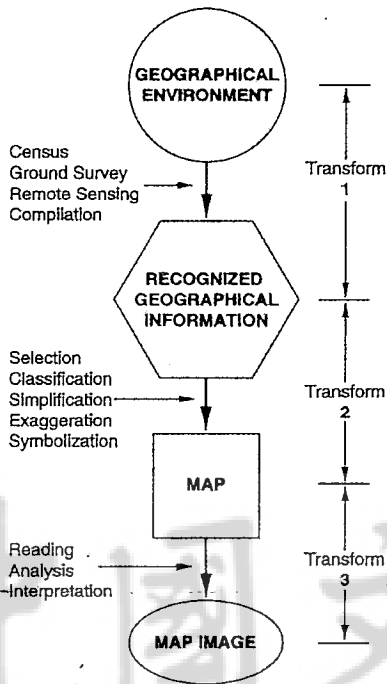 GEOGRAPHICAL
ENVIRONMENT
Census
Ground Survey
Remote Sensing
Compilation
Transform
1
RECOGNIZED
GEOGRAPHICAL
INFORMATION
Selection
Classification
Simplification
Exaggeration
Symbolization
Transform
2
MAP
Reading
Analysis
Interpretation
Transform
3
MAP IMAGE